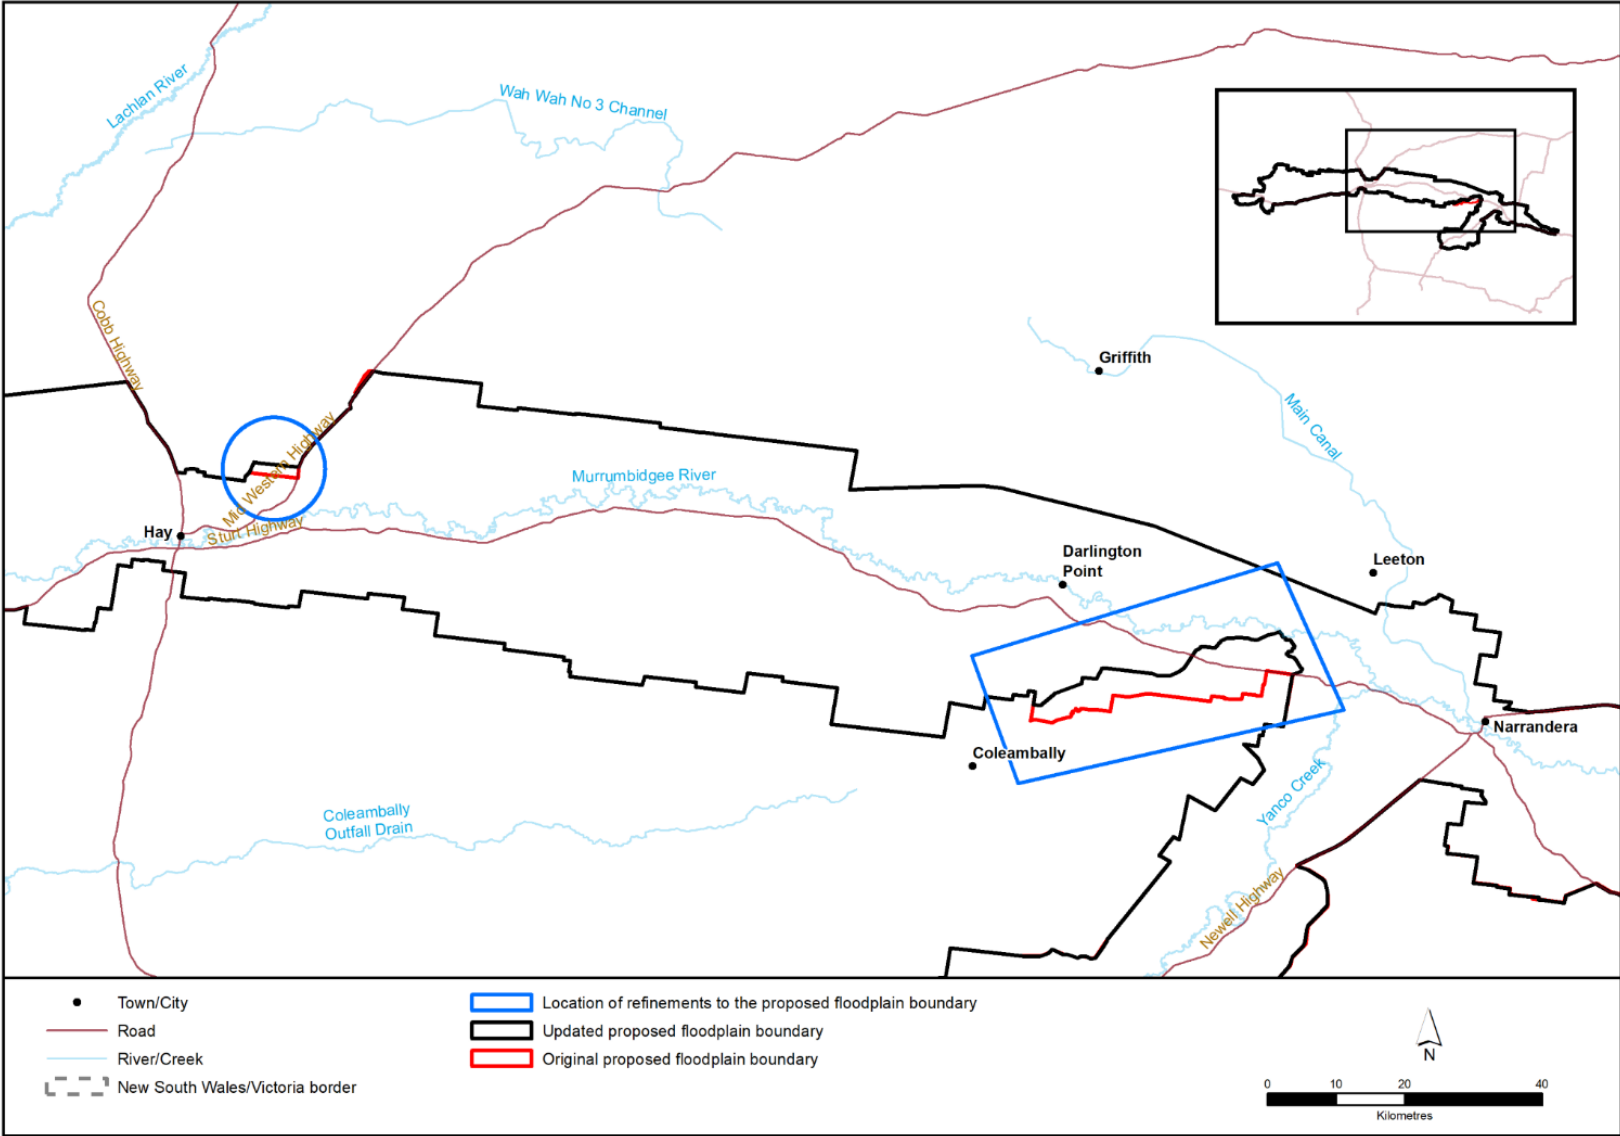 Lachlan River
Wah Wah No 3 Channel
Cobb Highway
Griffith
Main Canal
Mid Western Highway
Murrumbidgee River
Hay
Sturt Highway
Darlington
Point
Leeton
Narrandera
Coleambally
Yanco Creek
Coleambally
Outfall Drain
Newell Highway
Town/City
Road
River/Creek
New South Wales/Victoria border
Location of refinements to the proposed floodplain boundary
Updated proposed floodplain boundary
Original proposed floodplain boundary
N
0 10 20 40
Kilometres